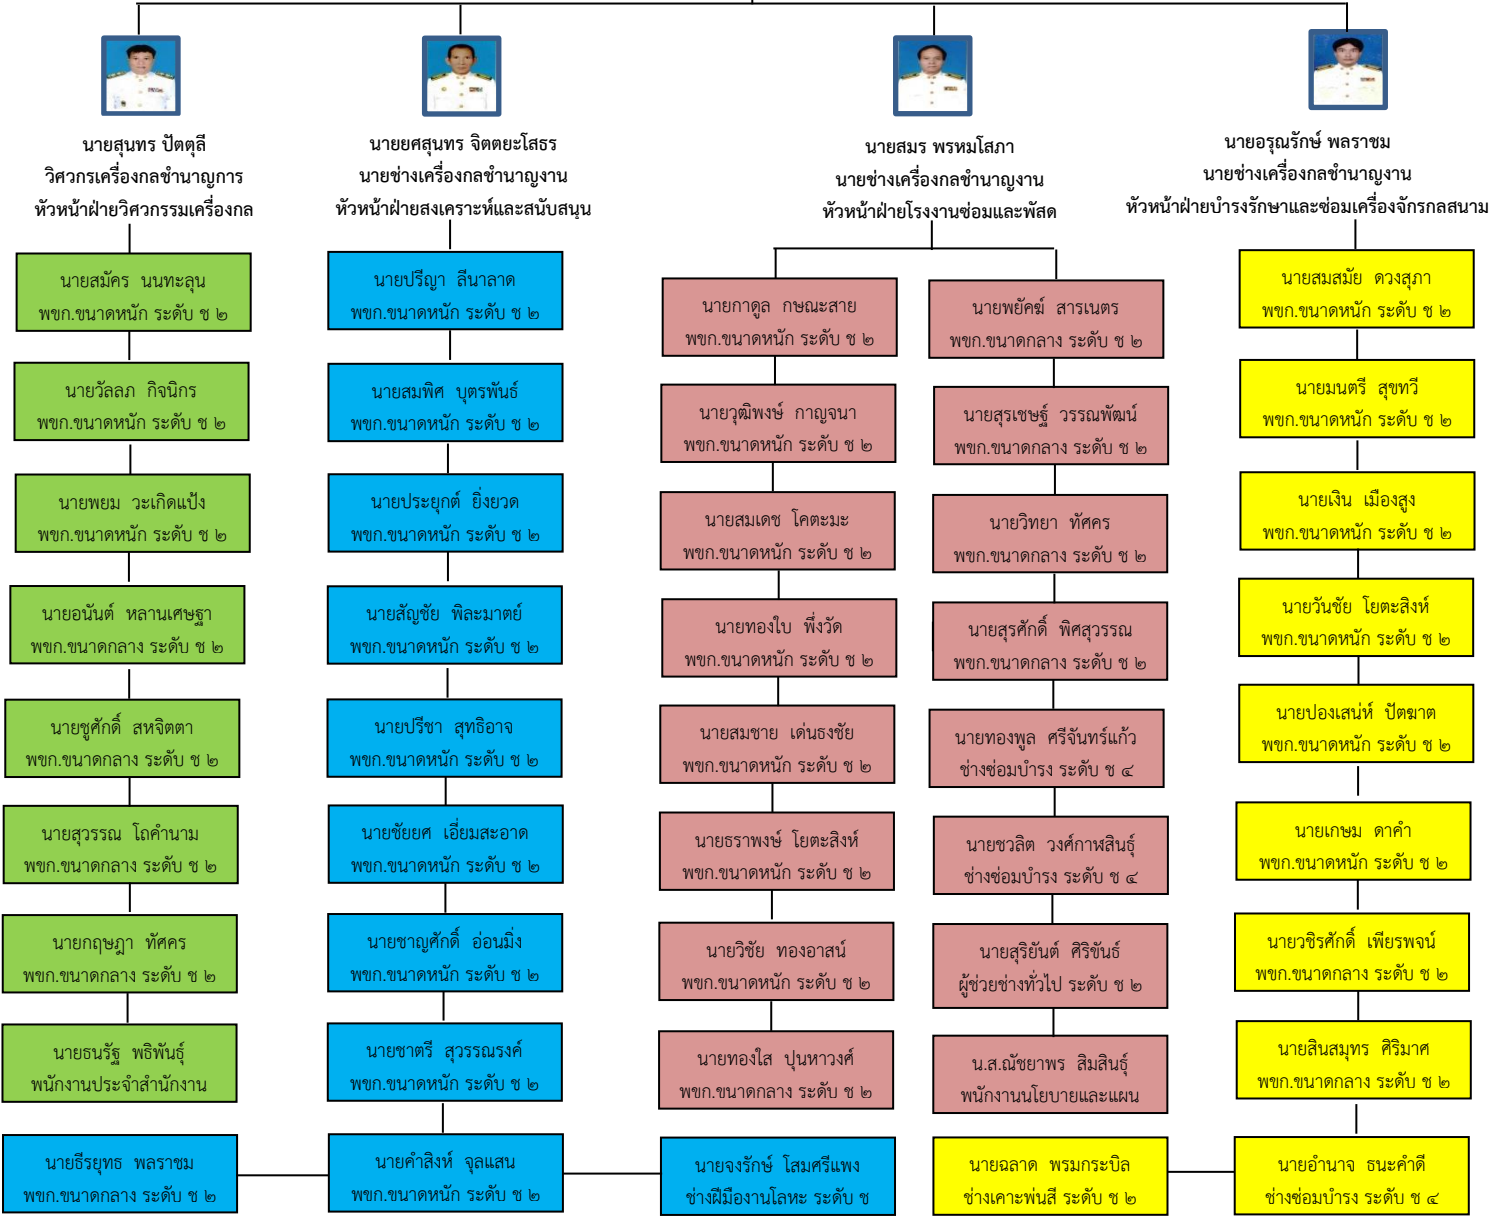 นายสุนทร ปัตตุลี
วิศวกรเครื่องกลชำนาญการ
หัวหน้าฝ่ายวิศวกรรมเครื่องกล
นายยศสุนทร จิตตยะโสธร
นายช่างเครื่องกลชำนาญงาน
หัวหน้าฝ่ายสงเคราะห์และสนับสนุน
นายสมร พรหมโสภา
นายช่างเครื่องกลชำนาญงาน
หัวหน้าฝ่ายโรงงานซ่อมและพัสด
นายอรุณรักษ์ พลราชม
นายช่างเครื่องกลชำนาญงาน
หัวหน้าฝ่ายบำรุงรักษาและซ่อมเครื่องจักรกลสนาม
นายสมัคร นนทะลุน
พขก.ขนาดหนัก ระดับ ช ๒
นายวัลลภ กิจนิกร
พขก.ขนาดหนัก ระดับ ช ๒
นายพยม วะเกิดแป้ง
พขก.ขนาดหนัก ระดับ ช ๒
นายอนันต์ หลานเศษฐา
พขก.ขนาดกลาง ระดับ ช ๒
นายชูศักดิ์ สหจิตตา
พขก.ขนาดกลาง ระดับ ช ๒
นายสุวรรณ โถคำนาม
พขก.ขนาดกลาง ระดับ ช ๒
นายกฤษฎา ทัศคร
พขก.ขนาดกลาง ระดับ ช ๒
นายธนรัฐ พธิพันธุ์
พนักงานประจำสำนักงาน
นายธีรยุทธ พลราชม
พขก.ขนาดกลาง ระดับ ช ๒
นายปรีญา ลีนาลาด
พขก.ขนาดหนัก ระดับ ช ๒
นายสมพิศ บุตรพันธ์
พขก.ขนาดหนัก ระดับ ช ๒
นายประยุกต์ ยิ่งยวด
พขก.ขนาดหนัก ระดับ ช ๒
นายสัญชัย พิละมาตย์
พขก.ขนาดหนัก ระดับ ช ๒
นายปรีชา สุทธิอาจ
พขก.ขนาดหนัก ระดับ ช ๒
นายชัยยศ เอี่ยมสะอาด
พขก.ขนาดหนัก ระดับ ช ๒
นายชาญศักดิ์ อ่อนมิ่ง
พขก.ขนาดหนัก ระดับ ช ๒
นายชาตรี สุวรรณรงค์
พขก.ขนาดหนัก ระดับ ช ๒
นายคำสิงห์ จุลแสน
พขก.ขนาดหนัก ระดับ ช ๒
นายกาดูล กษณะสาย
พขก.ขนาดหนัก ระดับ ช ๒
นายวุฒิพงษ์ กาญจนา
พขก.ขนาดหนัก ระดับ ช ๒
นายสมเดช โคตะมะ
พขก.ขนาดหนัก ระดับ ช ๒
นายทองใบ พึ่งวัด
พขก.ขนาดหนัก ระดับ ช ๒
นายสมชาย เด่นธงชัย
พขก.ขนาดหนัก ระดับ ช ๒
นายธราพงษ์ โยตะสิงห์
พขก.ขนาดหนัก ระดับ ช ๒
นายวิชัย ทองอาสน์
พขก.ขนาดหนัก ระดับ ช ๒
นายทองใส ปุนหาวงศ์
พขก.ขนาดกลาง ระดับ ช ๒
นายจงรักษ์ โสมศรีแพง
ช่างฝีมืองานโลหะ ระดับ ช
นายพยัคฆ์ สารเนตร
พขก.ขนาดกลาง ระดับ ช ๒
นายสุรเชษฐ์ วรรณพัฒน์
พขก.ขนาดกลาง ระดับ ช ๒
นายวิทยา ทัศคร
พขก.ขนาดกลาง ระดับ ช ๒
นายสุรศักดิ์ พิศสุวรรณ
พขก.ขนาดกลาง ระดับ ช ๒
นายทองพูล ศรีจันทร์แก้ว
ช่างซ่อมบำรุง ระดับ ช ๔
นายชวลิต วงศ์กาฬสินธุ์
ช่างซ่อมบำรุง ระดับ ช ๔
นายสุริยันต์ ศิริขันธ์
ผู้ช่วยช่างทั่วไป ระดับ ช ๒
น.ส.ณัชยาพร สิมสินธุ์
พนักงานนโยบายและแผน
นายฉลาด พรมกระบิล
ช่างเคาะพ่นสี ระดับ ช ๒
นายสมสมัย ดวงสุภา
พขก.ขนาดหนัก ระดับ ช ๒
นายมนตรี สุขทวี
พขก.ขนาดหนัก ระดับ ช ๒
นายเงิน เมืองสูง
พขก.ขนาดหนัก ระดับ ช ๒
นายวันชัย โยตะสิงห์
พขก.ขนาดหนัก ระดับ ช ๒
นายปองเสน่ห์ ปัตฆาต
พขก.ขนาดหนัก ระดับ ช ๒
นายเกษม ดาคำ
พขก.ขนาดหนัก ระดับ ช ๒
นายวชิรศักดิ์ เพียรพจน์
พขก.ขนาดกลาง ระดับ ช ๒
นายสินสมุทร ศิริมาศ
พขก.ขนาดกลาง ระดับ ช ๒
นายอำนาจ ธนะคำดี
ช่างซ่อมบำรุง ระดับ ช ๔